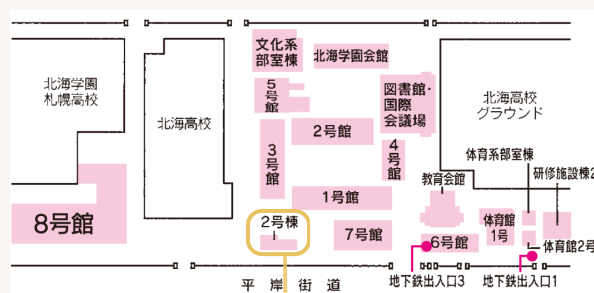 文化系
部室棟
北海学園会館
北海学園
札幌高校
5号館
図書館・
国際
会議場
北海高校
グラウンド
北海高校
2号館
3号館
4号館
体育系部室棟
研修施設棟2
教育会館
1号館
8号館
2号棟
7号館
6号館
体育館
1号
体育館2号
地下鉄出入口3
地下鉄出入口1
平岸街道